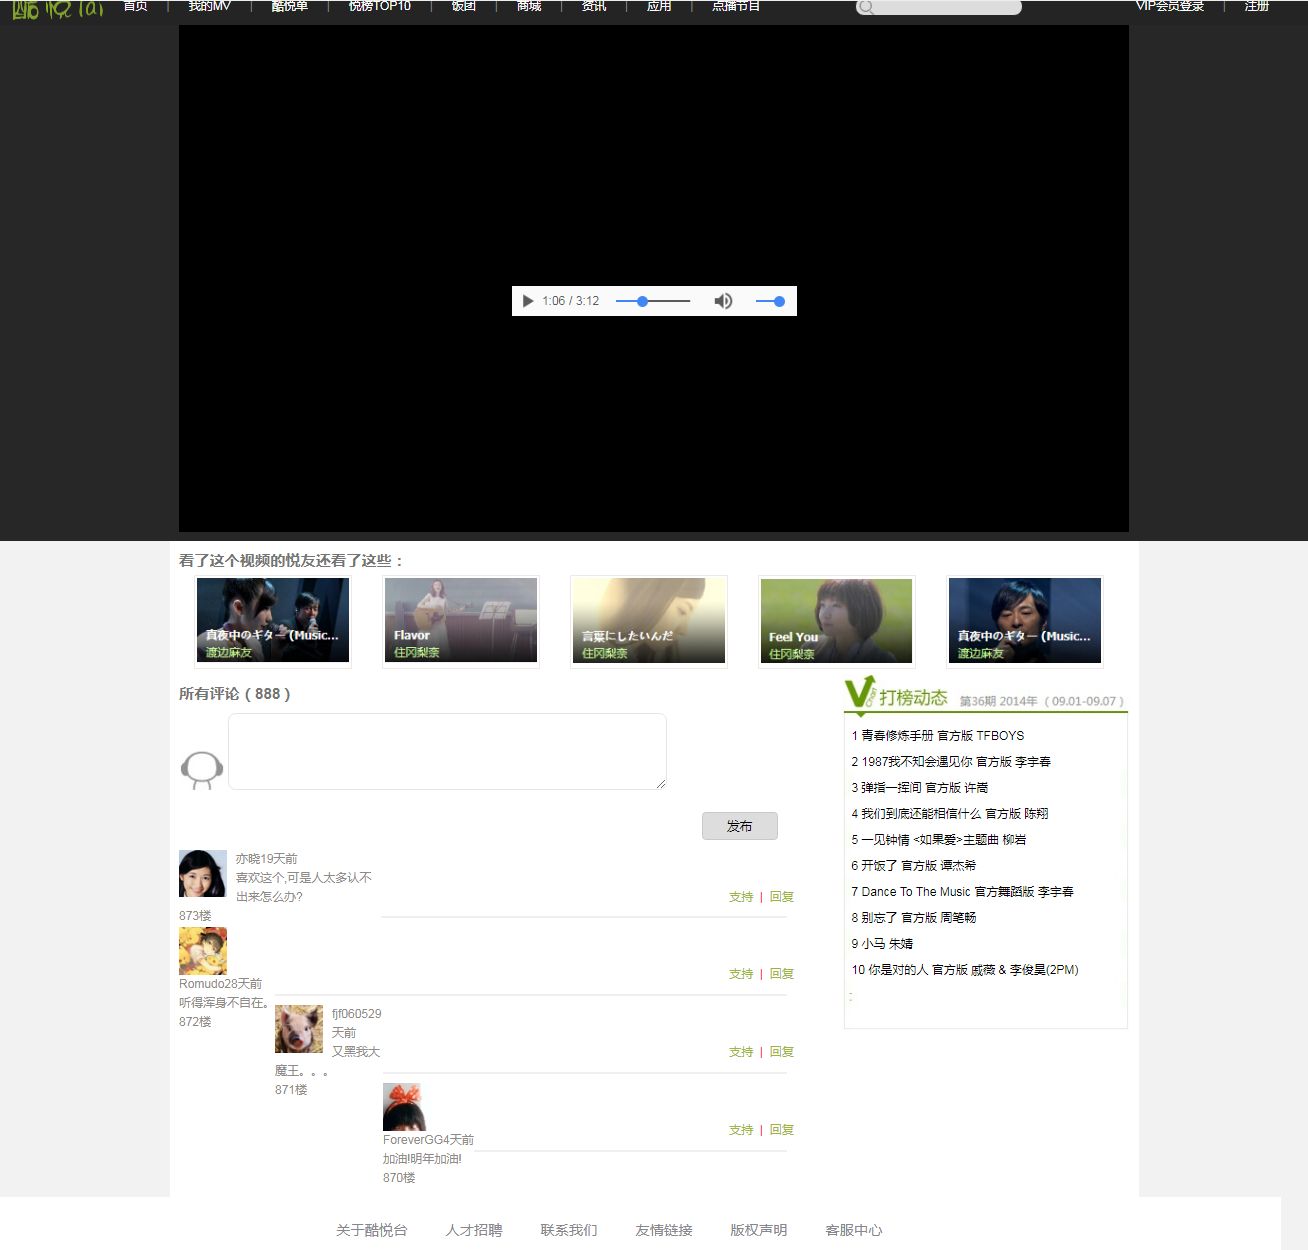 酷悦Tai 首页 | 我的MV | 酷悦单 | 悦榜TOP10 | 饭团 | 商城 | 资讯 | 应用 | 点播节目 VIP会员登录 | 注册
1:06 / 3:12
看了这个视频的悦友还看了这些：
真夜中のギター (Music...
渡边麻友
Flavor
住冈梨奈
言葉にしたいんだ
住冈梨奈
Feel You
住冈梨奈
真夜中のギター (Music...
渡边麻友
所有评论（888）
发布
亦晓19天前
喜欢这个,可是人太多认不
出来怎么办?
支持 | 回复
873楼
支持 | 回复
Romudo28天前
听得浑身不自在。
872楼
fjf060529
天前
又黑我大
支持 | 回复
魔王。。。
871楼
支持 | 回复
ForeverGG4天前
加油!明年加油!
870楼
V Chart 打榜动态 第36期 2014年（09.01-09.07）
1 青春修炼手册 官方版 TFBOYS
2 1987我不知会遇见你 官方版 李宇春
3 弹指一挥间 官方版 许嵩
4 我们到底还能相信什么 官方版 陈翔
5 一见钟情 <如果爱>主题曲 柳岩
6 开饭了 官方版 谭杰希
7 Dance To The Music 官方舞蹈版 李宇春
8 别忘了 官方版 周笔畅
9 小马 朱婧
10 你是对的人 官方版 戚薇 & 李俊昊(2PM)
:
关于酷悦台 人才招聘 联系我们 友情链接 版权声明 客服中心